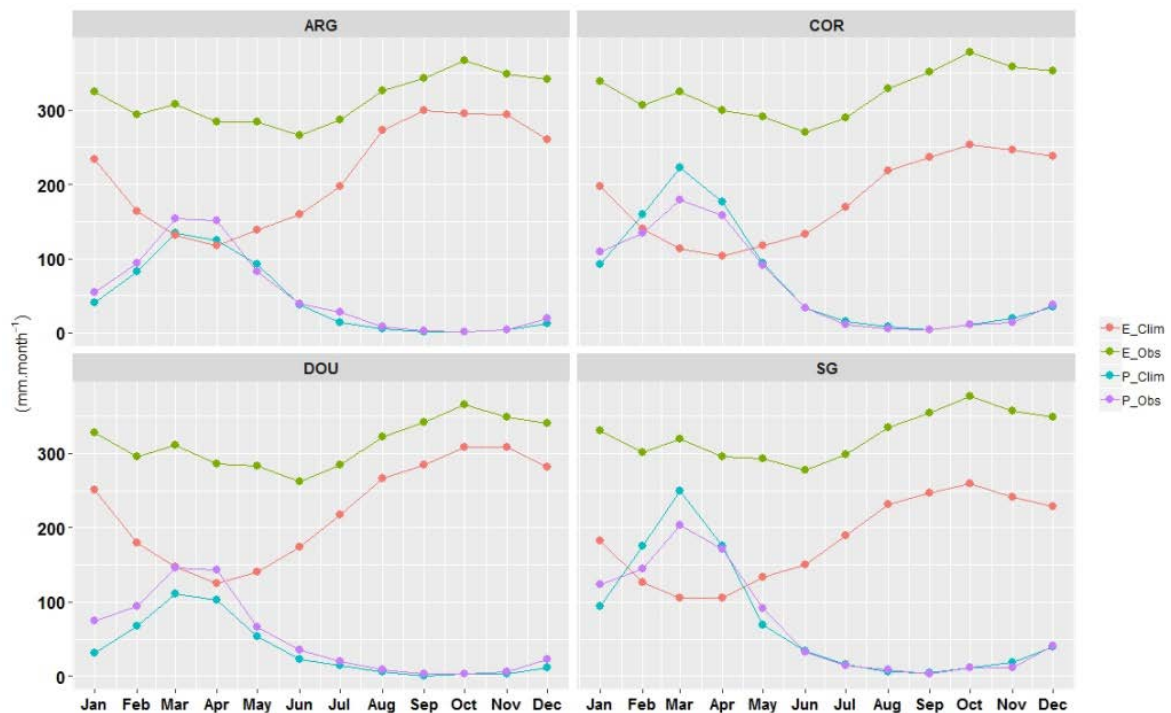 ARG
COR
300
200
100
0
DOU
SG
300
200
100
0
(mm.month⁻¹)
E_Clim
E_Obs
P_Clim
P_Obs
Jan Feb Mar Apr May Jun Jul Aug Sep Oct Nov Dec
Jan Feb Mar Apr May Jun Jul Aug Sep Oct Nov Dec